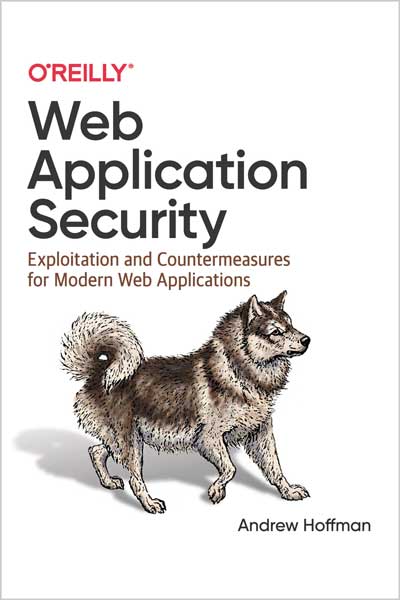 O'REILLY®
Web
Application
Security
Exploitation and Countermeasures
for Modern Web Applications
Andrew Hoffman